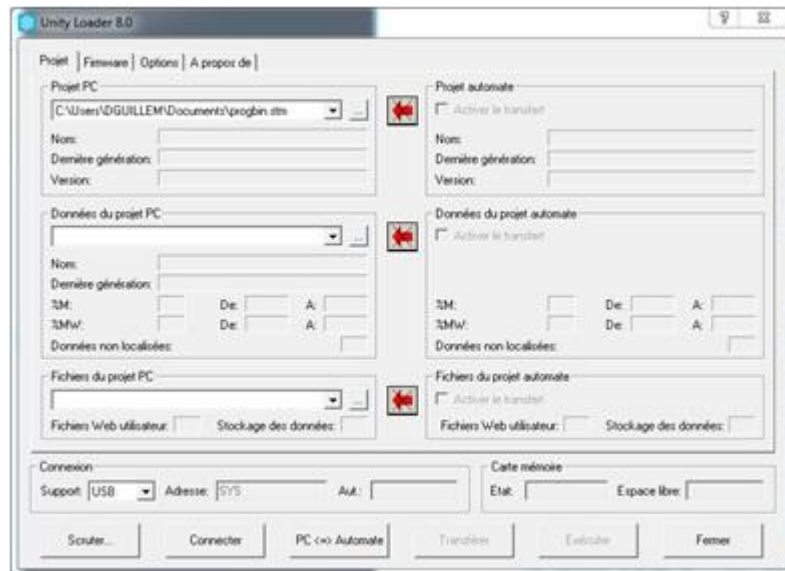 Unity Loader 8.0
Projet Firmware Options A propos de
Projet PC
C:\Users\DGUILLEM\Documents\progbin.stm ...
Nom:
Dernière génération:
Version:
Projet automate
Activer le transfert
Nom:
Dernière génération:
Version:
Données du projet PC
...
Nom:
Dernière génération:
%M: De: A:
%MW: De: A:
Données non localisées:
Données du projet automate
Activer le transfert
%M: De: A:
%MW: De: A:
Données non localisées:
Fichiers du projet PC
...
Fichiers Web utilisateur: Stockage des données:
Fichiers du projet automate
Activer le transfert
Fichiers Web utilisateur: Stockage des données:
Connexion
Support: USB Adresse: SYS Aut.:
Carte mémoire
Etat: Espace libre:
Scruter... Connecter PC <=> Automate Transférer Exécuter Fermer